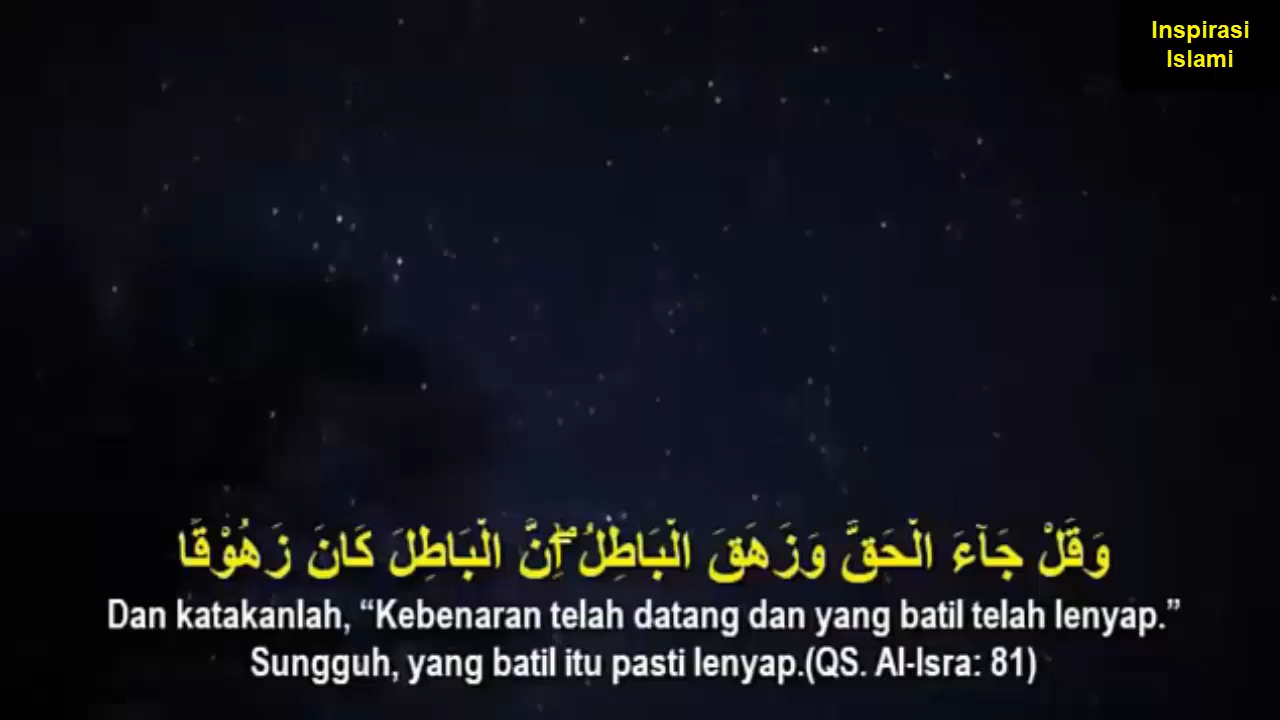 Inspirasi
Islami
وَقَلْ جَآءَ الْحَقَّ وَزَهَقَ الْبَاطِلُ ۖاِنَّ الْبَاطِلَ كَانَ زَهُوْقًا
Dan katakanlah, “Kebenaran telah datang dan yang batil telah lenyap.”
Sungguh, yang batil itu pasti lenyap.(QS. Al-Isra: 81)